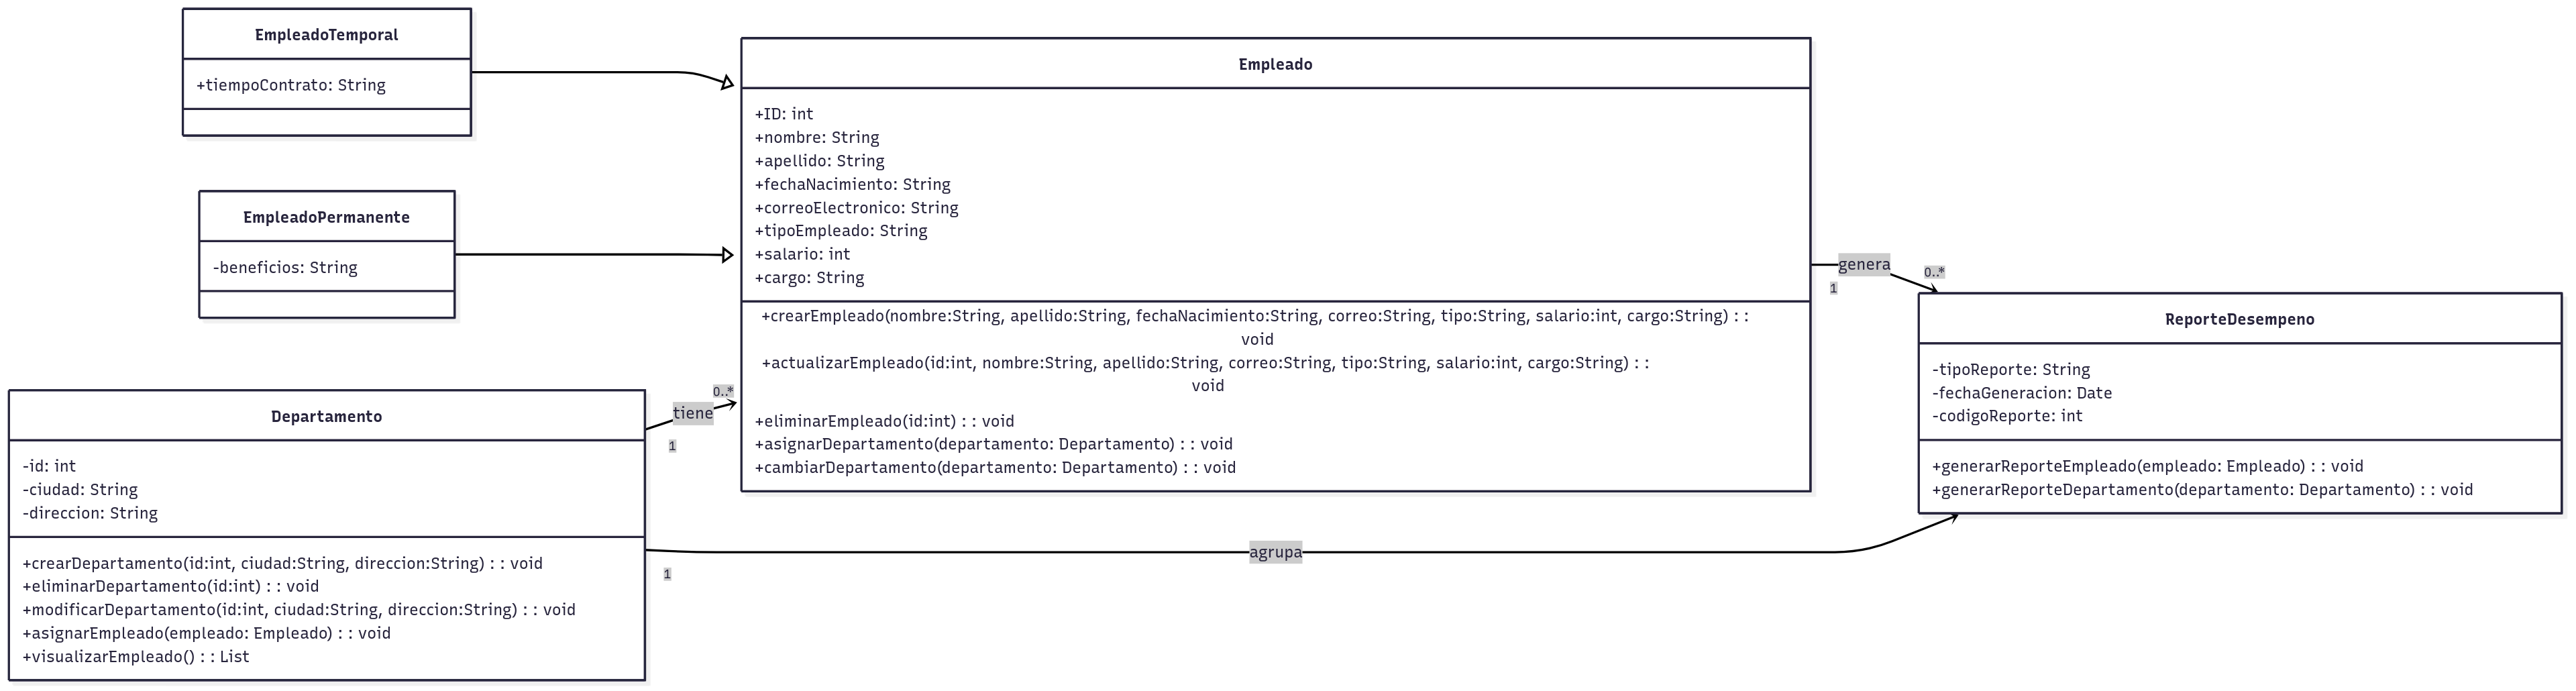 EmpleadoTemporal
+tiempoContrato: String
EmpleadoPermanente
-beneficios: String
Departamento
-id: int
-ciudad: String
-direccion: String
+crearDepartamento(id:int, ciudad:String, direccion:String) : : void
+eliminarDepartamento(id:int) : : void
+modificarDepartamento(id:int, ciudad:String, direccion:String) : : void
+asignarEmpleado(empleado: Empleado) : : void
+visualizarEmpleado() : : List
tiene
0..*
1
Empleado
+ID: int
+nombre: String
+apellido: String
+fechaNacimiento: String
+correoElectronico: String
+tipoEmpleado: String
+salario: int
+cargo: String
+crearEmpleado(nombre:String, apellido:String, fechaNacimiento:String, correo:String, tipo:String, salario:int, cargo:String) : :
void
+actualizarEmpleado(id:int, nombre:String, apellido:String, correo:String, tipo:String, salario:int, cargo:String) : :
void
+eliminarEmpleado(id:int) : : void
+asignarDepartamento(departamento: Departamento) : : void
+cambiarDepartamento(departamento: Departamento) : : void
genera
1
0..*
ReporteDesempeno
-tipoReporte: String
-fechaGeneracion: Date
-codigoReporte: int
+generarReporteEmpleado(empleado: Empleado) : : void
+generarReporteDepartamento(departamento: Departamento) : : void
agrupa
1